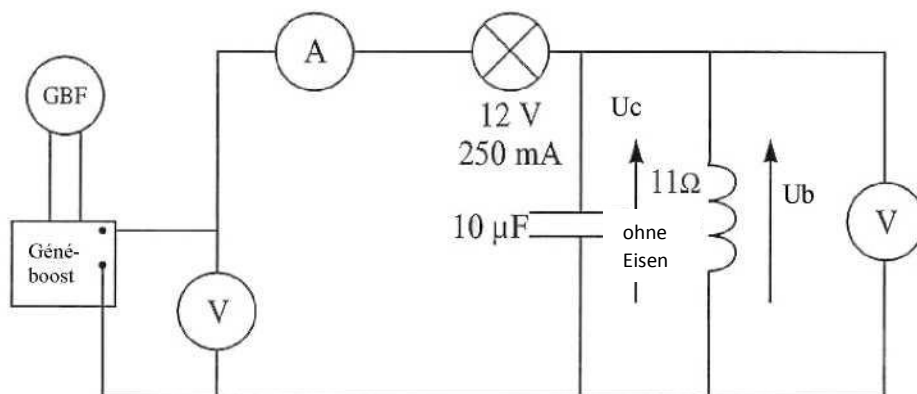 GBF
Géné-
boost
V
A
12 V
250 mA
10 µF
Uc
ohne
Eisen
11Ω
Ub
V